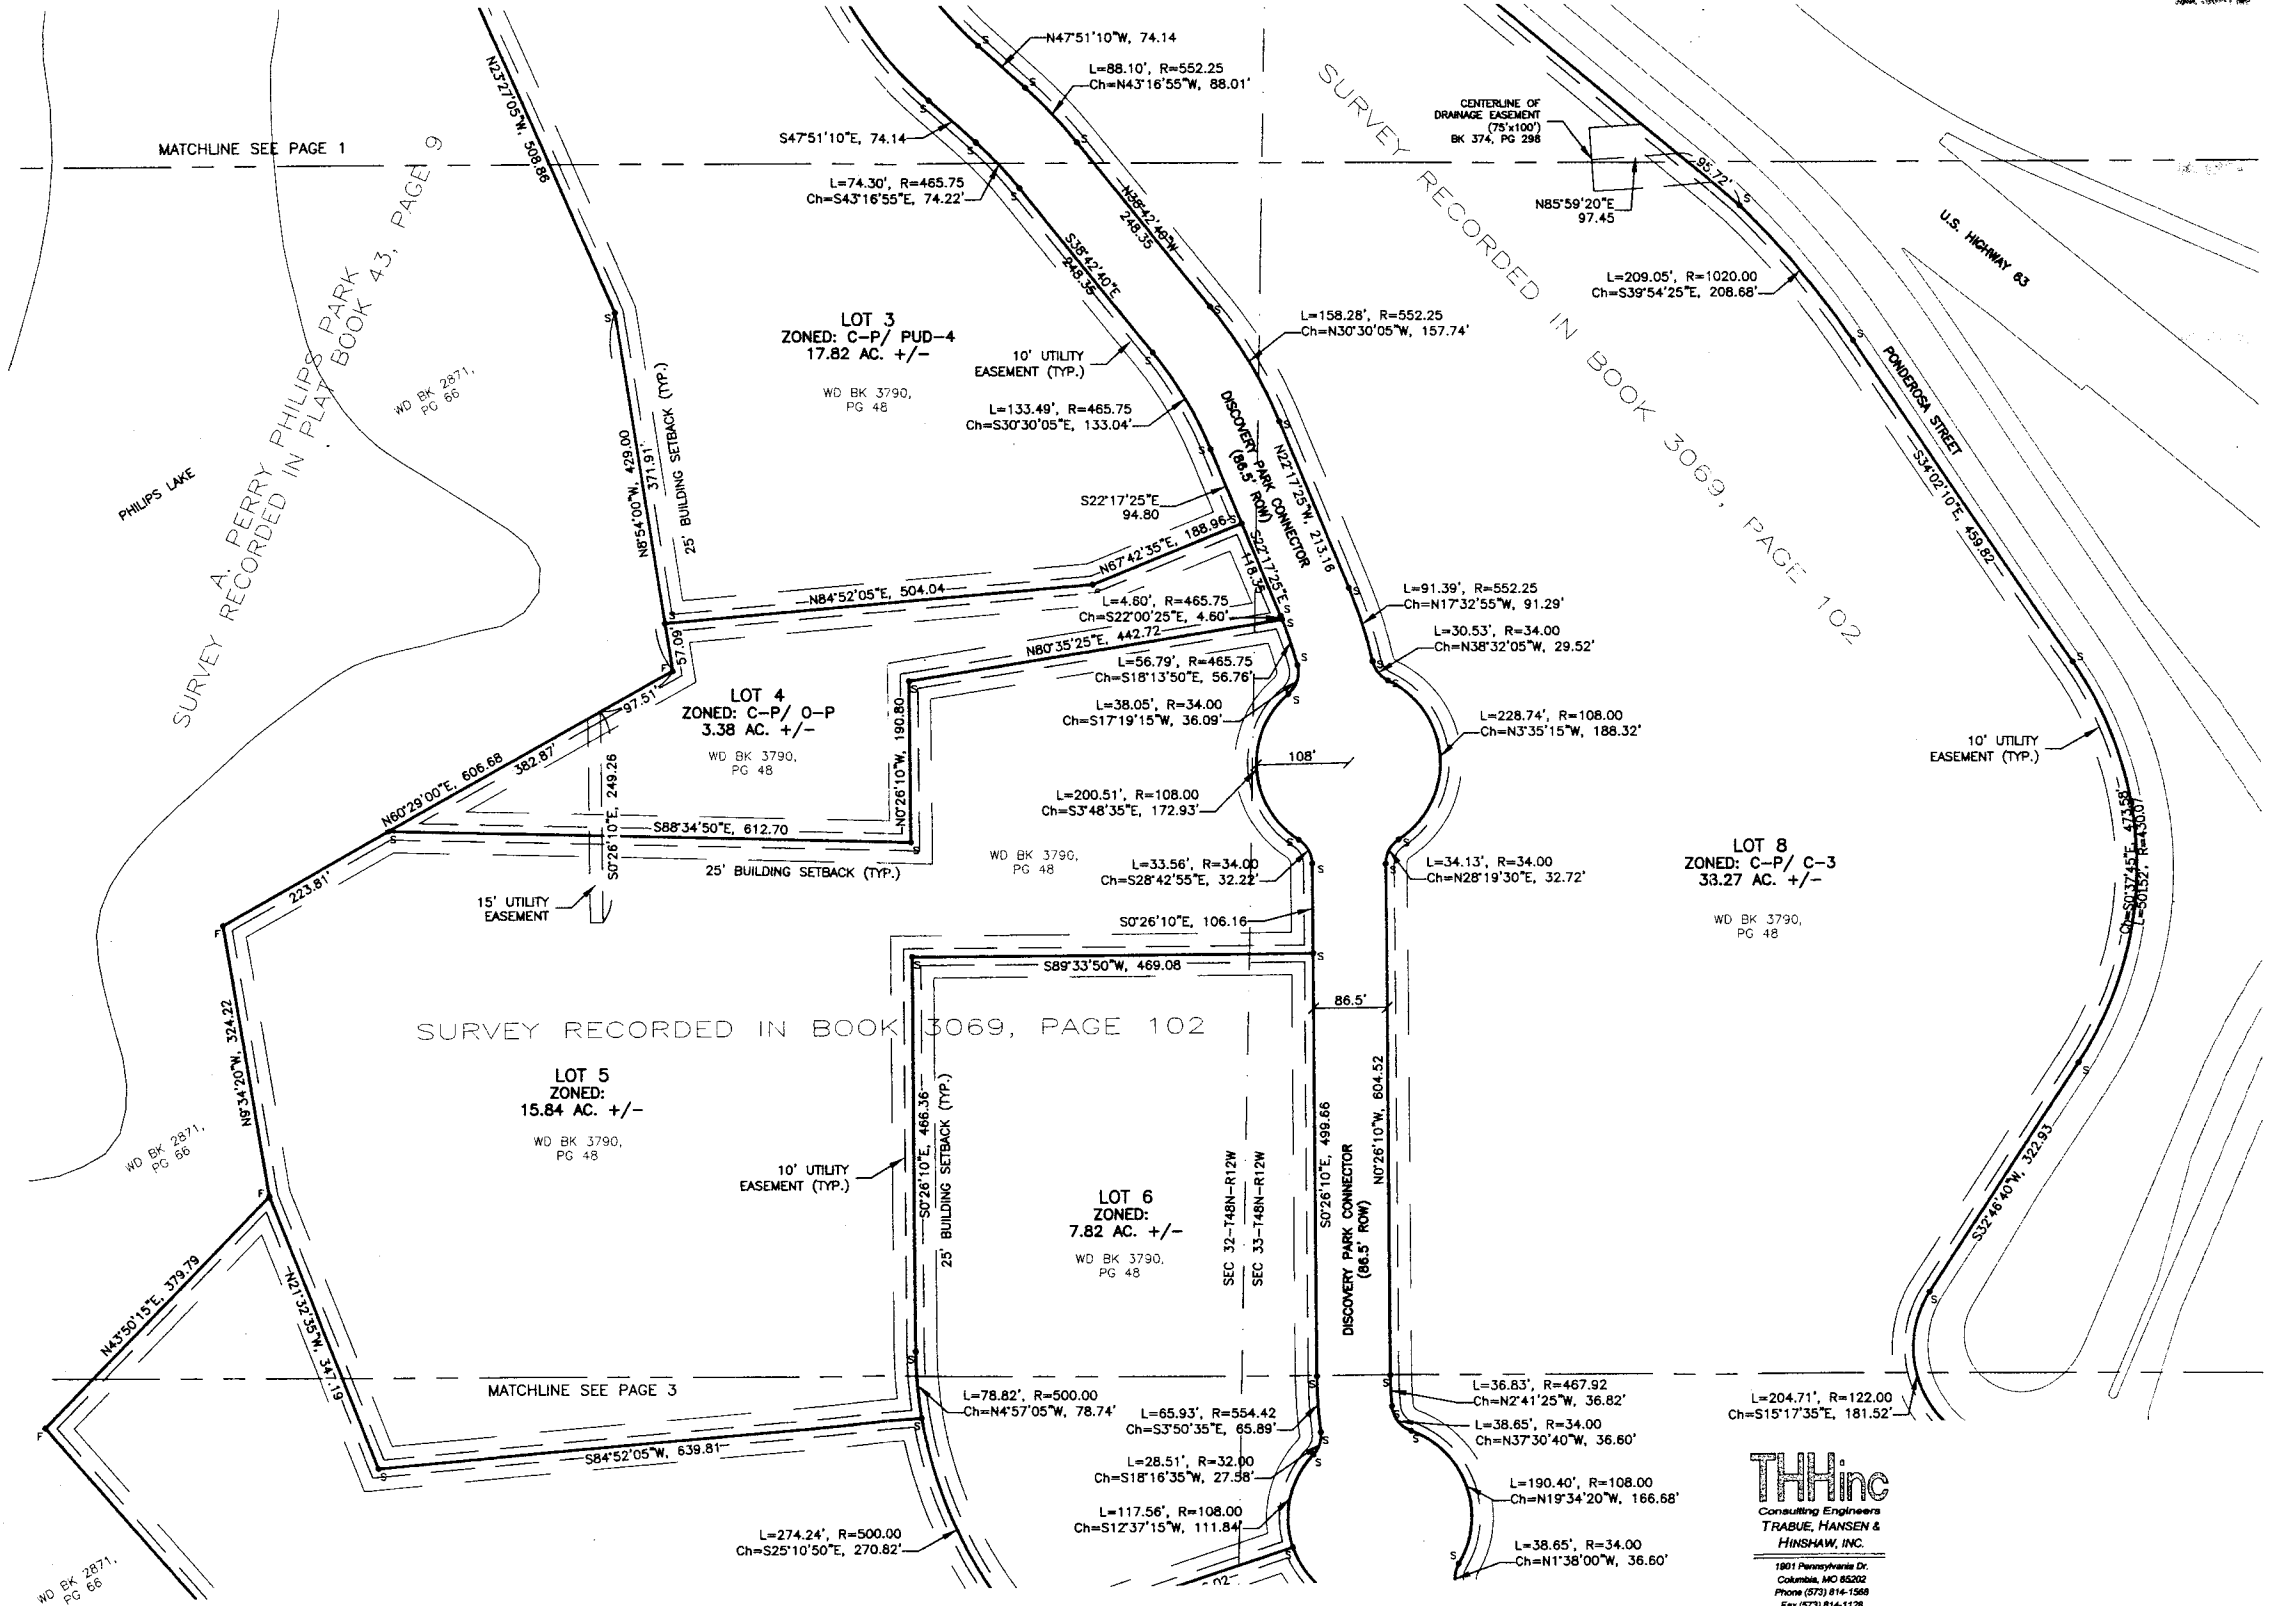 N47°51'10"W, 74.14
L=88.10', R=552.25
Ch=N43°16'55"W, 88.01'
S47°51'10"E, 74.14
L=74.30', R=465.75
Ch=S43°16'55"E, 74.22'
CENTERLINE OF
DRAINAGE EASEMENT
(75'x100')
BK 374, PG 298
N85°59'20"E
97.45
95.72'
MATCHLINE SEE PAGE 1
N23°27'05"W, 508.86
SURVEY RECORDED IN BOOK 3069, PAGE 102
U.S. HIGHWAY 63
N38°42'40"W
248.35
S38°42'40"E
248.35
L=209.05', R=1020.00
Ch=S39°54'25"E, 208.68'
A. PERRY PHILIPS PARK
SURVEY RECORDED IN PLAT BOOK 43, PAGE 9
PHILIPS LAKE
WD BK 2871,
PG 66
LOT 3
ZONED: C-P/ PUD-4
17.82 AC. +/-
WD BK 3790,
PG 48
10' UTILITY
EASEMENT (TYP.)
L=158.28', R=552.25
Ch=N30°30'05"W, 157.74'
L=133.49', R=465.75
Ch=S30°30'05"E, 133.04'
DISCOVERY PARK CONNECTOR
(86.5' ROW)
N22°17'25"W, 213.16
PONDEROSA STREET
S34°02'10"E, 459.82
N8°54'00"W, 429.00
371.91'
25' BUILDING SETBACK (TYP.)
S22°17'25"E
94.80
N67°42'35"E, 188.96
S22°17'25"E
118.35
N84°52'05"E, 504.04
L=4.60', R=465.75
Ch=S22°00'25"E, 4.60'
L=91.39', R=552.25
Ch=N17°32'55"W, 91.29'
L=30.53', R=34.00
Ch=N38°32'05"W, 29.52'
57.09'
N80°35'25"E, 442.72
L=56.79', R=465.75
Ch=S18°13'50"E, 56.76'
L=38.05', R=34.00
Ch=S17°19'15"W, 36.09'
97.51'
LOT 4
ZONED: C-P/ O-P
3.38 AC. +/-
WD BK 3790,
PG 48
N0°26'10"W, 190.80
L=228.74', R=108.00
Ch=N3°35'15"W, 188.32'
108'
10' UTILITY
EASEMENT (TYP.)
N60°29'00"E, 606.68
382.87'
S0°26'10"E, 249.26
L=200.51', R=108.00
Ch=S3°48'35"E, 172.93'
S88°34'50"E, 612.70
25' BUILDING SETBACK (TYP.)
WD BK 3790,
PG 48
L=33.56', R=34.00
Ch=S28°42'55"E, 32.22'
L=34.13', R=34.00
Ch=N28°19'30"E, 32.72'
LOT 8
ZONED: C-P/ C-3
33.27 AC. +/-
WD BK 3790,
PG 48
Ch=S0°37'45"E, 473.58'
L=501.52', R=430.07
223.81'
15' UTILITY
EASEMENT
S0°26'10"E, 106.16
S89°33'50"W, 469.08
86.5'
N9°34'20"W, 324.22
SURVEY RECORDED IN BOOK 3069, PAGE 102
LOT 5
ZONED:
15.84 AC. +/-
WD BK 3790,
PG 48
S0°26'10"E, 466.36
25' BUILDING SETBACK (TYP.)
10' UTILITY
EASEMENT (TYP.)
LOT 6
ZONED:
7.82 AC. +/-
WD BK 3790,
PG 48
SEC 32-T48N-R12W
SEC 33-T48N-R12W
S0°26'10"E, 499.66
DISCOVERY PARK CONNECTOR
(86.5' ROW)
N0°26'10"W, 604.52
S32°46'40"W, 322.93
WD BK 2871,
PG 66
N43°50'15"E, 379.79
N21°32'35"W, 347.19
MATCHLINE SEE PAGE 3
L=78.82', R=500.00
Ch=N4°57'05"W, 78.74'
S84°52'05"W, 639.81
L=65.93', R=554.42
Ch=S3°50'35"E, 65.89'
L=36.83', R=467.92
Ch=N2°41'25"W, 36.82'
L=38.65', R=34.00
Ch=N37°30'40"W, 36.60'
L=204.71', R=122.00
Ch=S15°17'35"E, 181.52'
L=28.51', R=32.00
Ch=S18°16'35"W, 27.58'
L=117.56', R=108.00
Ch=S12°37'15"W, 111.84'
L=190.40', R=108.00
Ch=N19°34'20"W, 166.68'
L=274.24', R=500.00
Ch=S25°10'50"E, 270.82'
L=38.65', R=34.00
Ch=N1°38'00"W, 36.60'
WD BK 2871,
PG 66
THHinc
Consulting Engineers
TRABUE, HANSEN &
HINSHAW, INC.
1901 Pennsylvania Dr.
Columbia, MO 65202
Phone (573) 814-1568
Fax (573) 814-1128